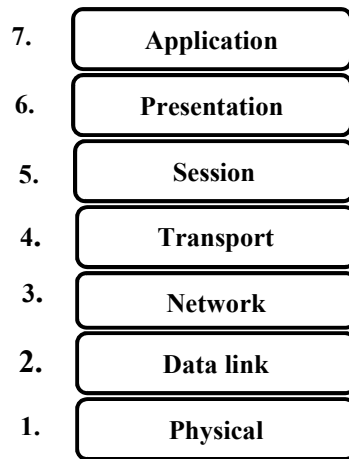 7. Application
6. Presentation
5. Session
4. Transport
3. Network
2. Data link
1. Physical